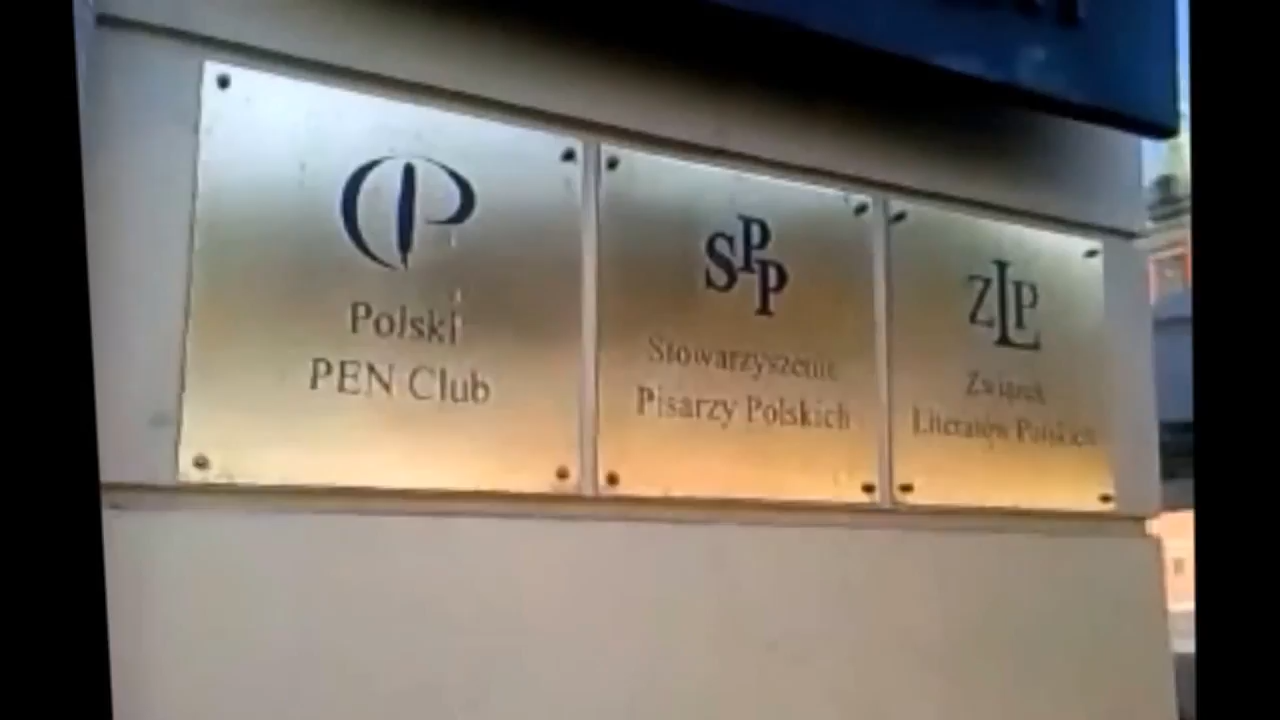 Polski
PEN Club
SPP
Stowarzyszenie
Pisarzy Polskich
ZLP
Związek
Literatów Polskich